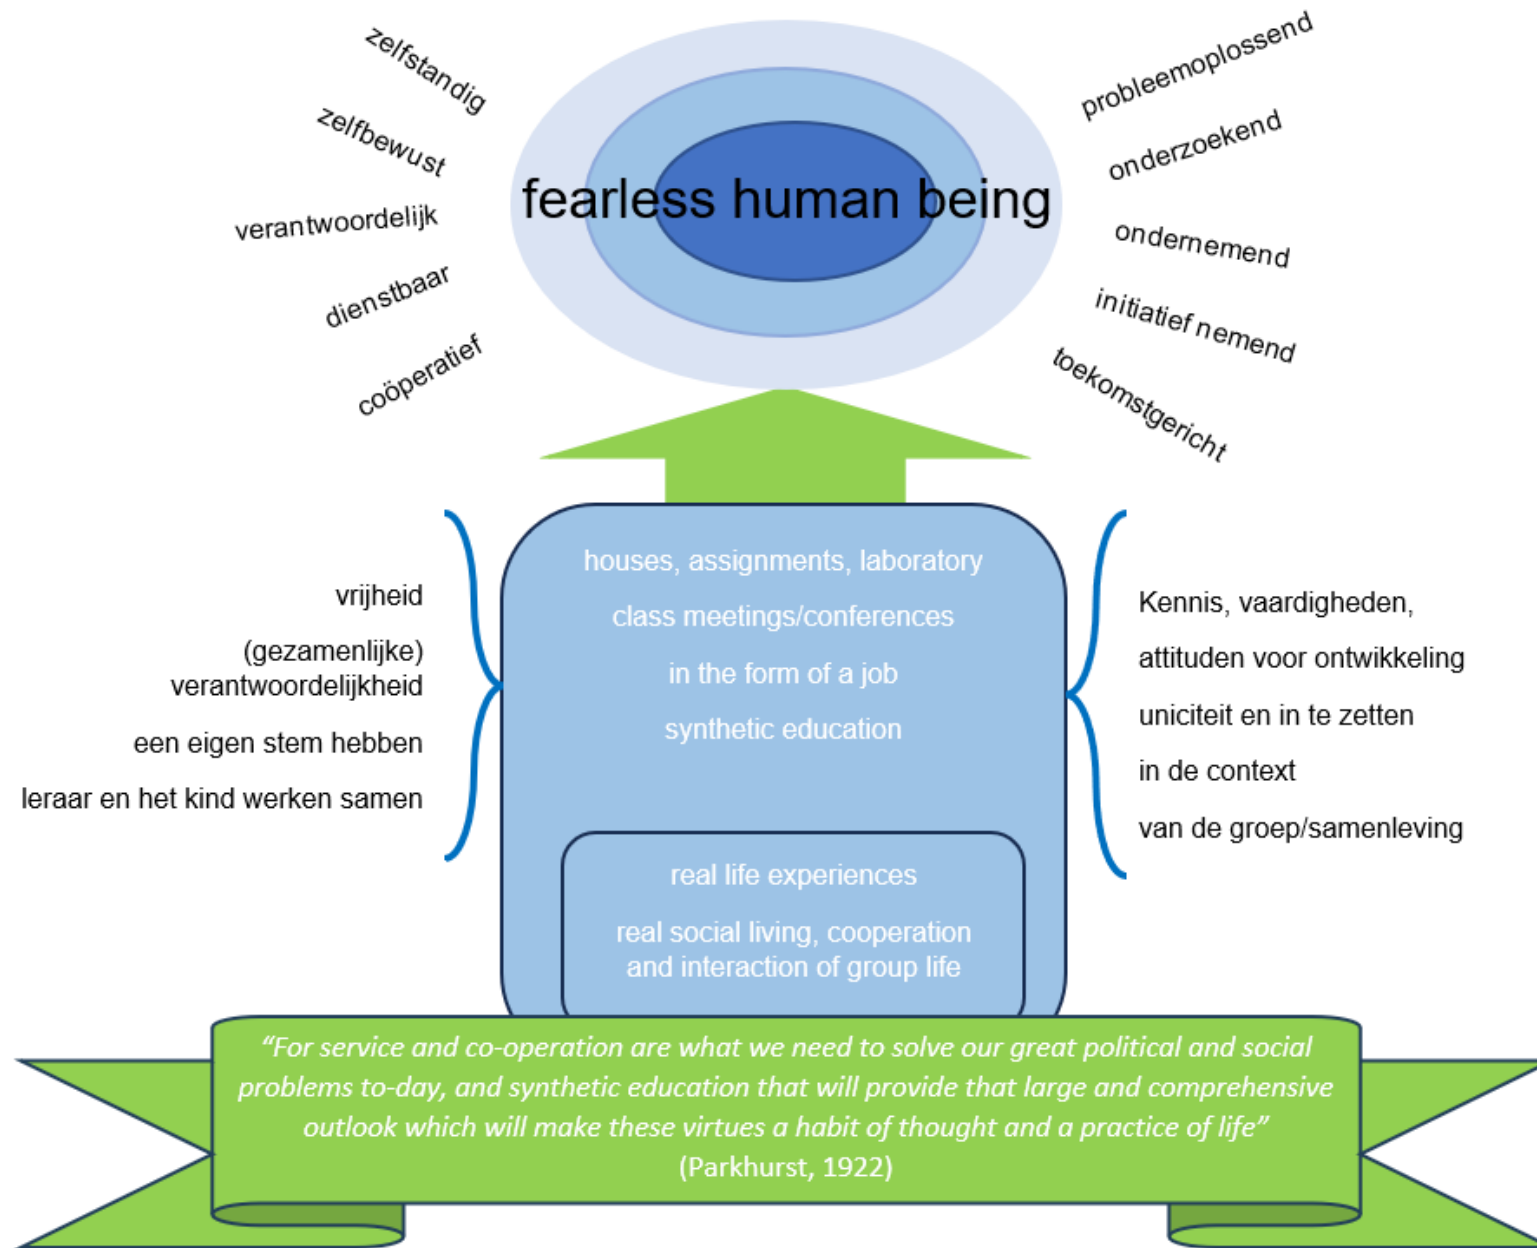 zelfstandig
zelfbewust
verantwoordelijk
dienstbaar
coöperatief
fearless human being
probleemoplossend
onderzoekend
ondernemend
initiatief nemend
toekomstgericht
vrijheid
(gezamenlijke)
verantwoordelijkheid
een eigen stem hebben
leraar en het kind werken samen
houses, assignments, laboratory
class meetings/conferences
in the form of a job
synthetic education
real life experiences
real social living, cooperation
and interaction of group life
Kennis, vaardigheden,
attituden voor ontwikkeling
uniciteit en in te zetten
in de context
van de groep/samenleving
“For service and co-operation are what we need to solve our great political and social
problems to-day, and synthetic education that will provide that large and comprehensive
outlook which will make these virtues a habit of thought and a practice of life”
(Parkhurst, 1922)